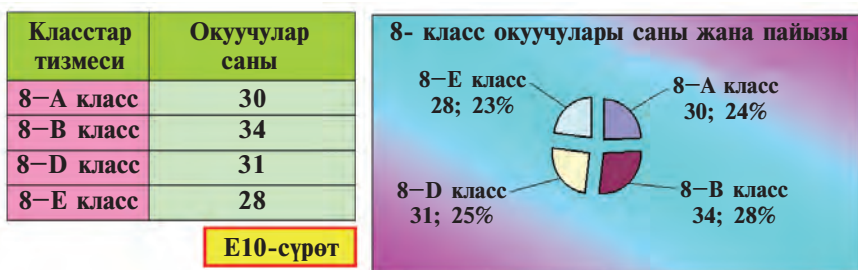 Класстар тизмеси
Окуучулар саны
8—A класс 30
8—B класс 34
8—D класс 31
8—E класс 28
E10-сүрөт
8- класс окуучулары саны жана пайызы
8—E класс
28; 23%
8—A класс
30; 24%
8—D класс
31; 25%
8—B класс
34; 28%